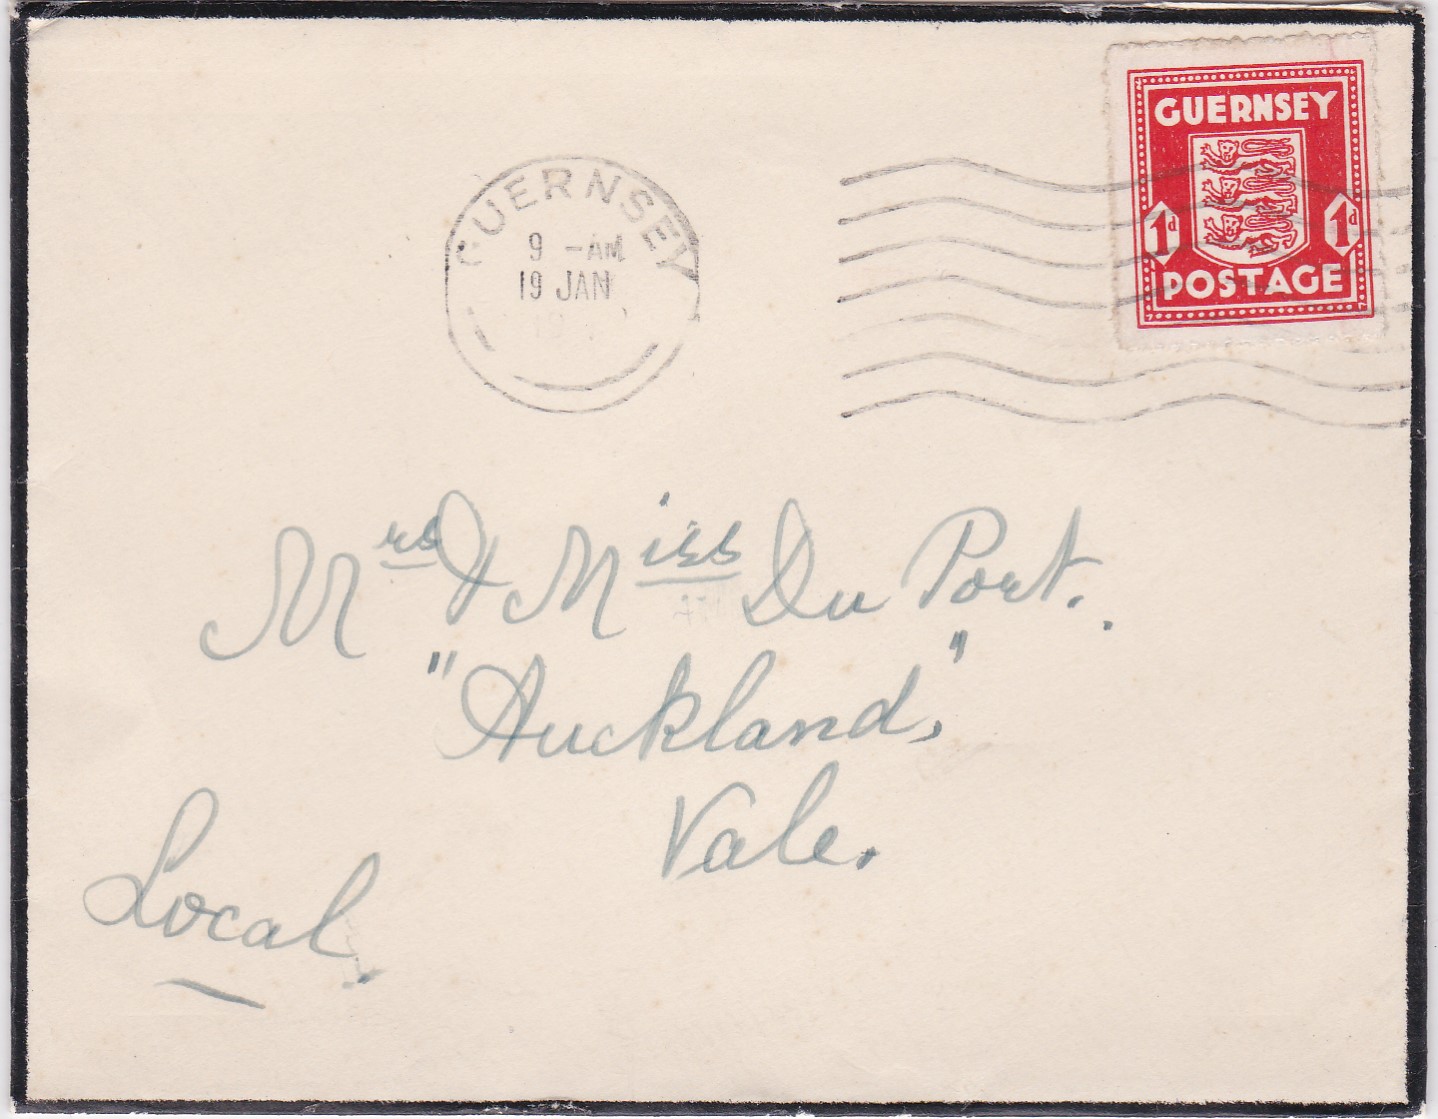 GUERNSEY
1d 1d
POSTAGE
GUERNSEY
9 -AM
19 JAN
Mrs & Miss Du Port.
"Auckland,"
Vale.
Local